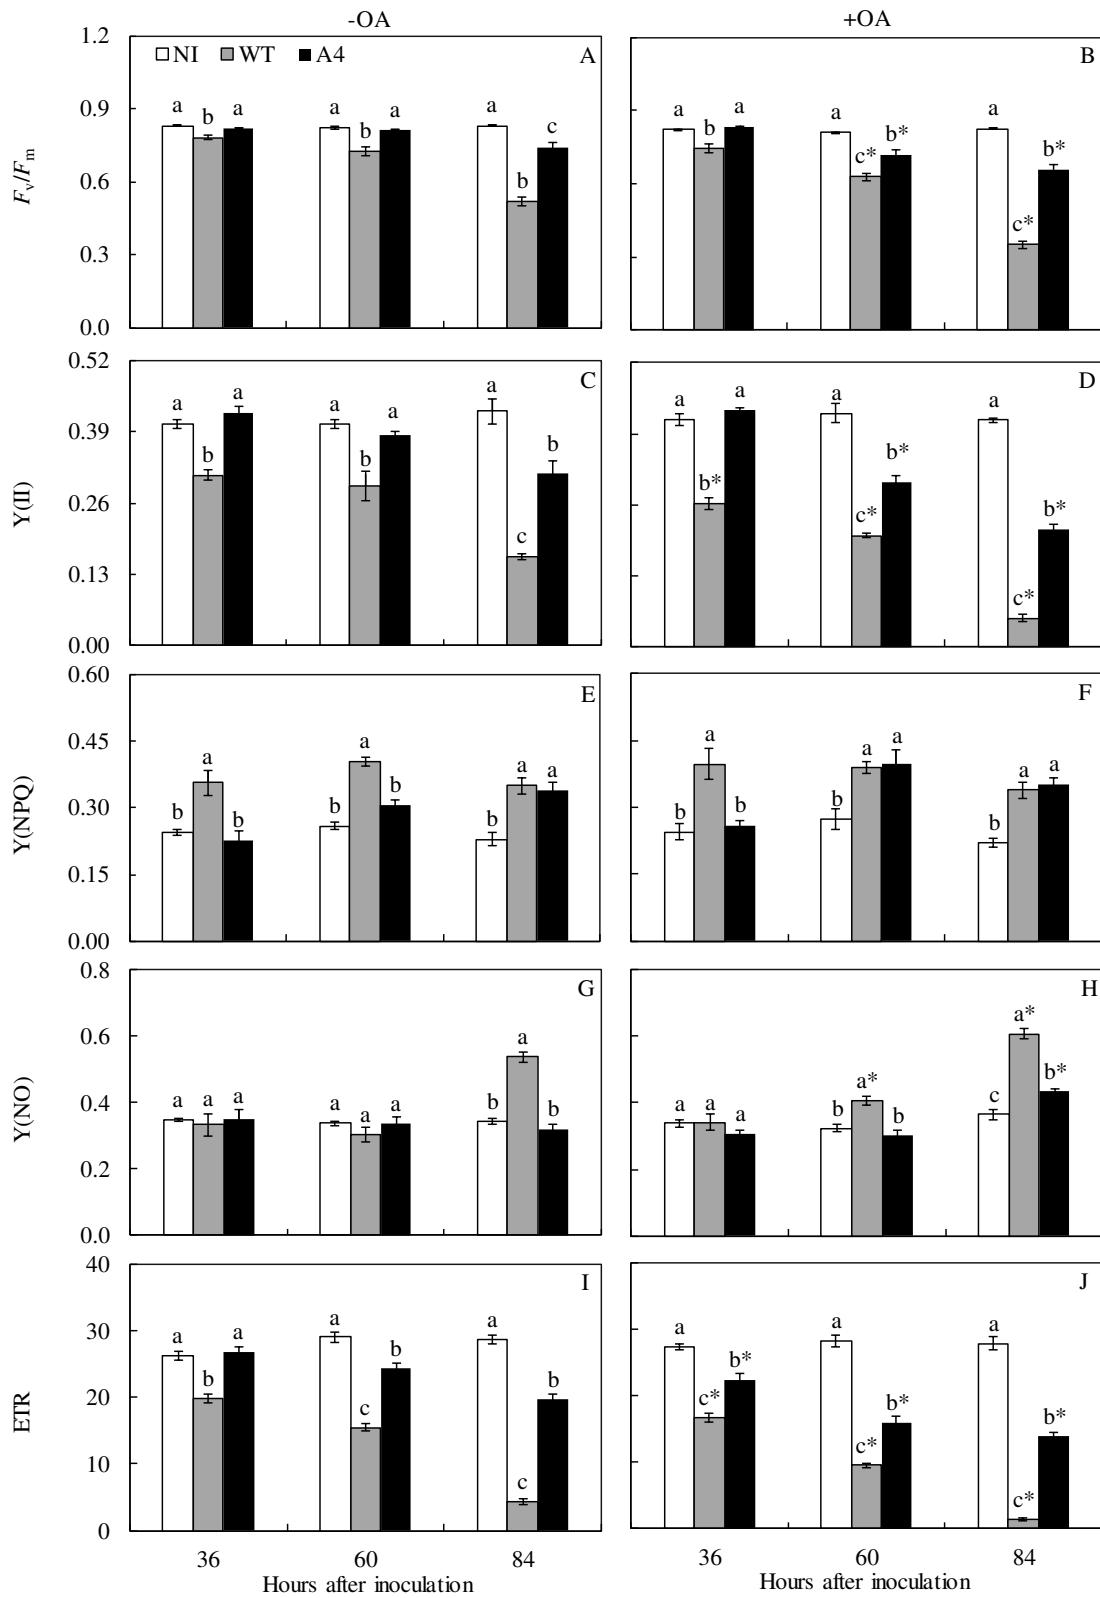 -OA
+OA
1.2
0.9
0.6
0.3
0.0
Fv/Fm
NI WT A4
A
a b a
a b a
a b c
B
a b a
a c* b*
a c* b*
0.52
0.39
0.26
0.13
0.00
Y(II)
C
a b a
a b a
a c b
D
a b* a
a c* b*
a c* b*
0.60
0.45
0.30
0.15
0.00
Y(NPQ)
E
b a b
b a b
b a a
F
b a b
b a a
b a a
0.8
0.6
0.4
0.2
0.0
Y(NO)
G
a a a
a a a
b a b
H
a a a
b a* b
c a* b*
40
30
20
10
0
ETR
I
a b a
a c b
a c b
J
a c* b*
a c* b*
a c* b*
36 60 84
Hours after inoculation
36 60 84
Hours after inoculation